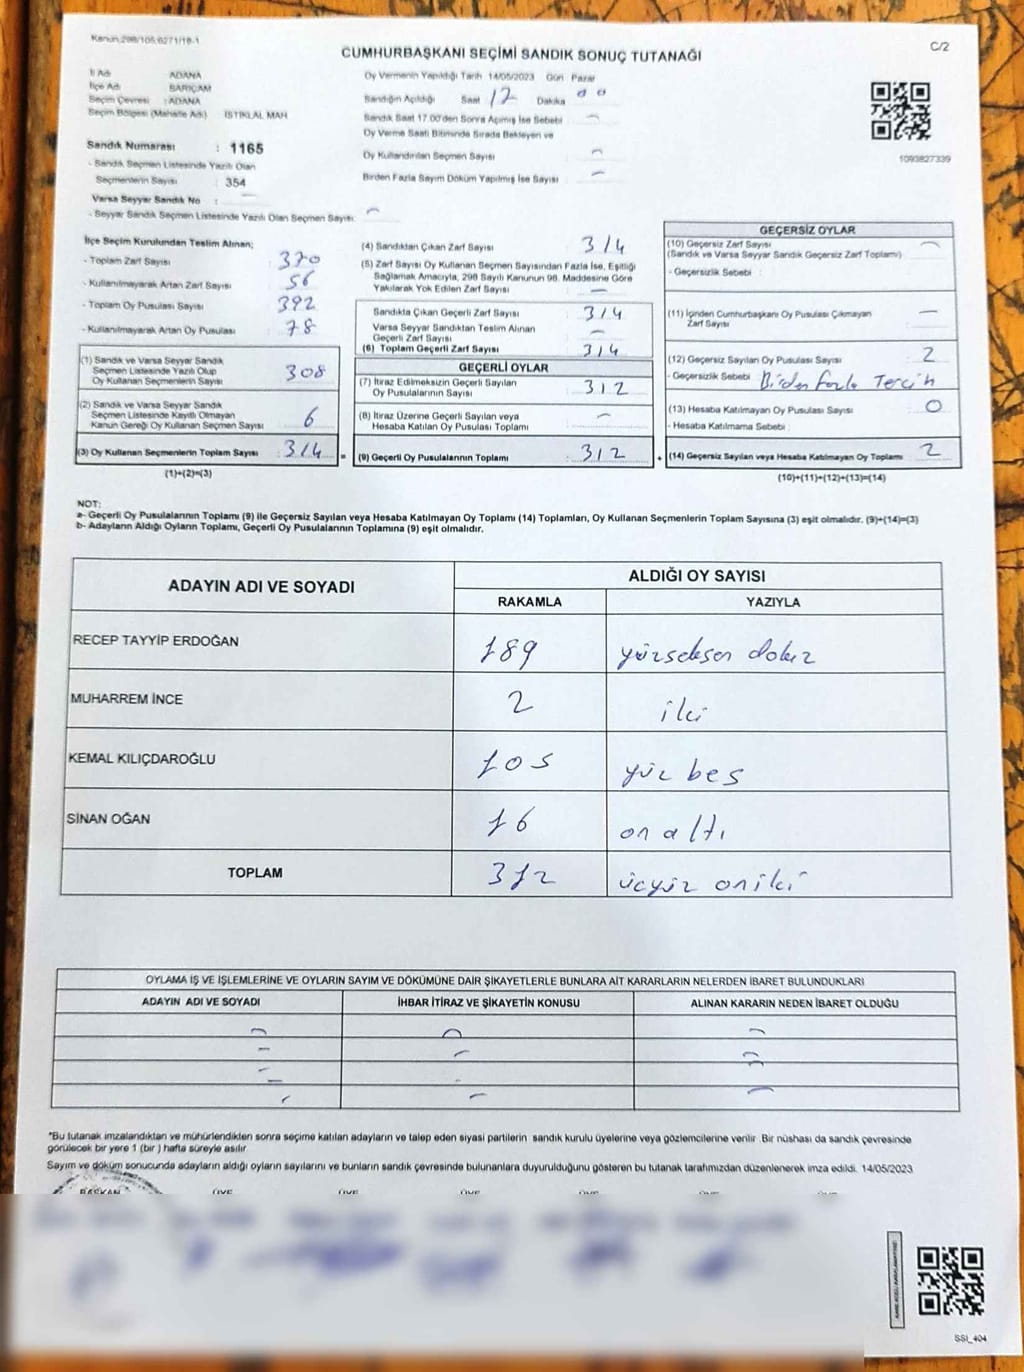 Kanun:298/105,6271/18-1
C/2
CUMHURBAŞKANI SEÇİMİ SANDIK SONUÇ TUTANAĞI
İl Adı : ADANA
İlçe Adı : SARIÇAM
Seçim Çevresi : ADANA
Seçim Bölgesi (Mahalle Adı) : İSTİKLAL MAH
Sandık Numarası : 1165
- Sandık Seçmen Listesinde Yazılı Olan
Seçmenlerin Sayısı : 354
Varsa Seyyar Sandık No :
- Seyyar Sandık Seçmen Listesinde Yazılı Olan Seçmen Sayısı :
Oy Vermenin Yapıldığı Tarih 14/05/2023 Gün Pazar
Sandığın Açıldığı Saat 17 Dakika 00
Sandık Saat 17.00'den Sonra Açılmış İse Sebebi :
Oy Verme Saati Bitiminde Sırada Bekleyen ve
Oy Kullandırılan Seçmen Sayısı :
Birden Fazla Sayım Döküm Yapılmış İse Sayısı :
1093827339
İlçe Seçim Kurulundan Teslim Alınan;
- Toplam Zarf Sayısı : 370
- Kullanılmayarak Artan Zarf Sayısı : 56
- Toplam Oy Pusulası Sayısı : 392
- Kullanılmayarak Artan Oy Pusulası : 78
(1) Sandık ve Varsa Seyyar Sandık
Seçmen Listesinde Yazılı Olup
Oy Kullanan Seçmenlerin Sayısı : 308
(2) Sandık ve Varsa Seyyar Sandık
Seçmen Listesinde Kayıtlı Olmayan
Kanun Gereği Oy Kullanan Seçmen Sayısı : 6
(3) Oy Kullanan Seçmenlerin Toplam Sayısı : 314 =
(1)+(2)=(3)
(4) Sandıktan Çıkan Zarf Sayısı : 314
(5) Zarf Sayısı Oy Kullanan Seçmen Sayısından Fazla İse, Eşitliği
Sağlamak Amacıyla, 298 Sayılı Kanunun 98. Maddesine Göre
Yakılarak Yok Edilen Zarf Sayısı : —
Sandıkta Çıkan Geçerli Zarf Sayısı : 314
Varsa Seyyar Sandıktan Teslim Alınan
Geçerli Zarf Sayısı : —
(6) Toplam Geçerli Zarf Sayısı : 314
GEÇERLİ OYLAR
(7) İtiraz Edilmeksizin Geçerli Sayılan
Oy Pusulasının Sayısı : 312
(8) İtiraz Üzerine Geçerli Sayılan veya
Hesaba Katılan Oy Pusulası Toplamı : —
(9) Geçerli Oy Pusulalarının Toplamı : 312 +
GEÇERSİZ OYLAR
(10) Geçersiz Zarf Sayısı : —
(Sandık ve Varsa Seyyar Sandık Geçersiz Zarf Toplamı)
- Geçersizlik Sebebi :
(11) İçinden Cumhurbaşkanı Oy Pusulası Çıkmayan : —
Zarf Sayısı
(12) Geçersiz Sayılan Oy Pusulası Sayısı : 2
- Geçersizlik Sebebi : Birden fazla Tercih
(13) Hesaba Katılmayan Oy Pusulası Sayısı : 0
- Hesaba Katılmama Sebebi :
(14) Geçersiz Sayılan veya Hesaba Katılmayan Oy Toplamı : 2
(10)+(11)+(12)+(13)=(14)
NOT:
a- Geçerli Oy Pusulalarının Toplamı (9) ile Geçersiz Sayılan veya Hesaba Katılmayan Oy Toplamı (14) Toplamları, Oy Kullanan Seçmenlerin Toplam Sayısına (3) eşit olmalıdır. (9)+(14)=(3)
b- Adayların Aldığı Oyların Toplamı, Geçerli Oy Pusulalarının Toplamına (9) eşit olmalıdır.
ADAYIN ADI VE SOYADI
ALDIĞI OY SAYISI
RAKAMLA YAZIYLA
RECEP TAYYİP ERDOĞAN 189 yüzseksen dokuz
MUHARREM İNCE 2 iki
KEMAL KILIÇDAROĞLU 105 yüz beş
SİNAN OĞAN 16 on altı
TOPLAM 312 üçyüz oniki
OYLAMA İŞ VE İŞLEMLERİNE VE OYLARIN SAYIM VE DÖKÜMÜNE DAİR ŞİKAYETLERLE BUNLARA AİT KARARLARIN NELERDEN İBARET BULUNDUKLARI
ADAYIN ADI VE SOYADI İHBAR İTİRAZ VE ŞİKAYETİN KONUSU ALINAN KARARIN NEDEN İBARET OLDUĞU
*Bu tutanak imzalandıktan ve mühürlendikten sonra seçime katılan adayların ve talep eden siyasi partilerin sandık kurulu üyelerine veya gözlemcilerine verilir. Bir nüshası da sandık çevresinde
görülecek bir yere 1 (bir ) hafta süreyle asılır.
Sayım ve döküm sonucunda adayların aldığı oyların sayılarını ve bunların sandık çevresinde bulunanlara duyurulduğunu gösteren bu tutanak tarafımızdan düzenlenerek imza edildi. 14/05/2023
BAŞKAN ÜYE ÜYE ÜYE ÜYE ÜYE ÜYE
SSI_404